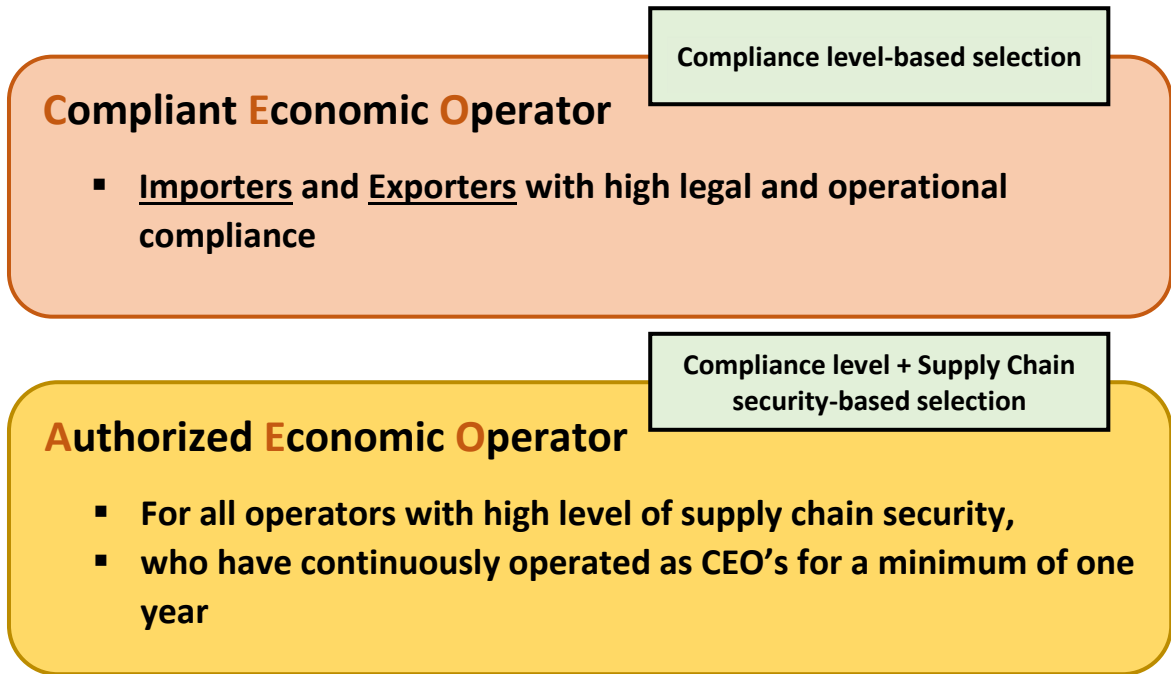 Compliance level-based selection
Compliant Economic Operator
▪ Importers and Exporters with high legal and operational
compliance
Compliance level + Supply Chain
security-based selection
Authorized Economic Operator
▪ For all operators with high level of supply chain security,
▪ who have continuously operated as CEO's for a minimum of one
year